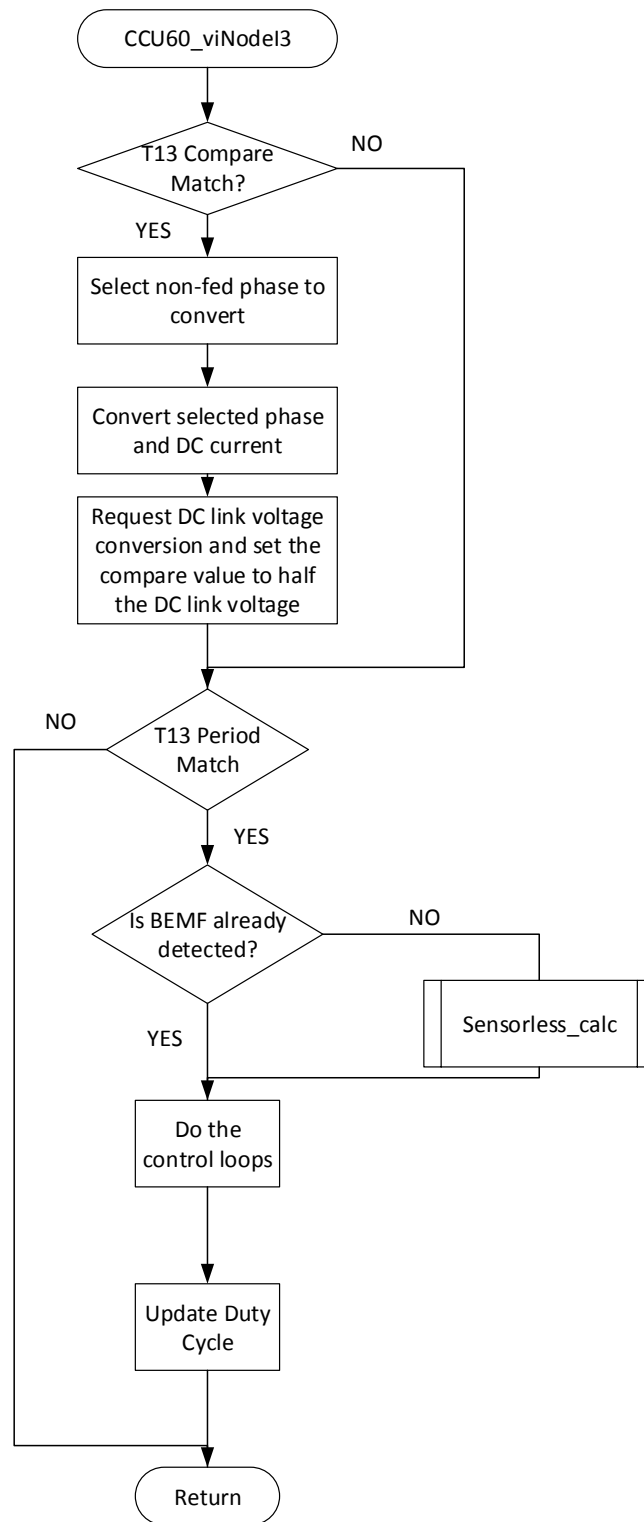 CCU60_viNodeI3
T13 Compare
Match?
NO
YES
Select non-fed phase to
convert
Convert selected phase
and DC current
Request DC link voltage
conversion and set the
compare value to half
the DC link voltage
NO
T13 Period
Match
YES
Is BEMF already
detected?
NO
Sensorless_calc
YES
Do the
control loops
Update Duty
Cycle
Return